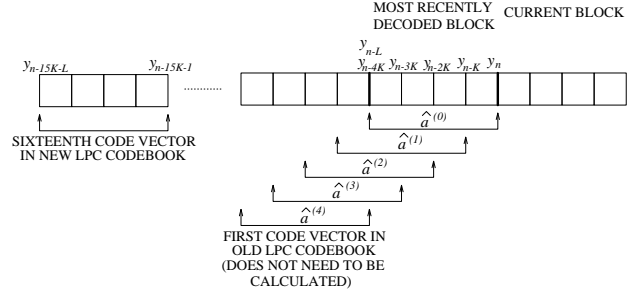 MOST RECENTLY
DECODED BLOCK
CURRENT BLOCK
y_{n-L}
y_{n-15K-L} y_{n-15K-1} y_{n-4K} y_{n-3K} y_{n-2K} y_{n-K} y_n
............
SIXTEENTH CODE VECTOR
IN NEW LPC CODEBOOK
â^{(0)}
â^{(1)}
â^{(2)}
â^{(3)}
â^{(4)}
FIRST CODE VECTOR IN
OLD LPC CODEBOOK
(DOES NOT NEED TO BE
CALCULATED)